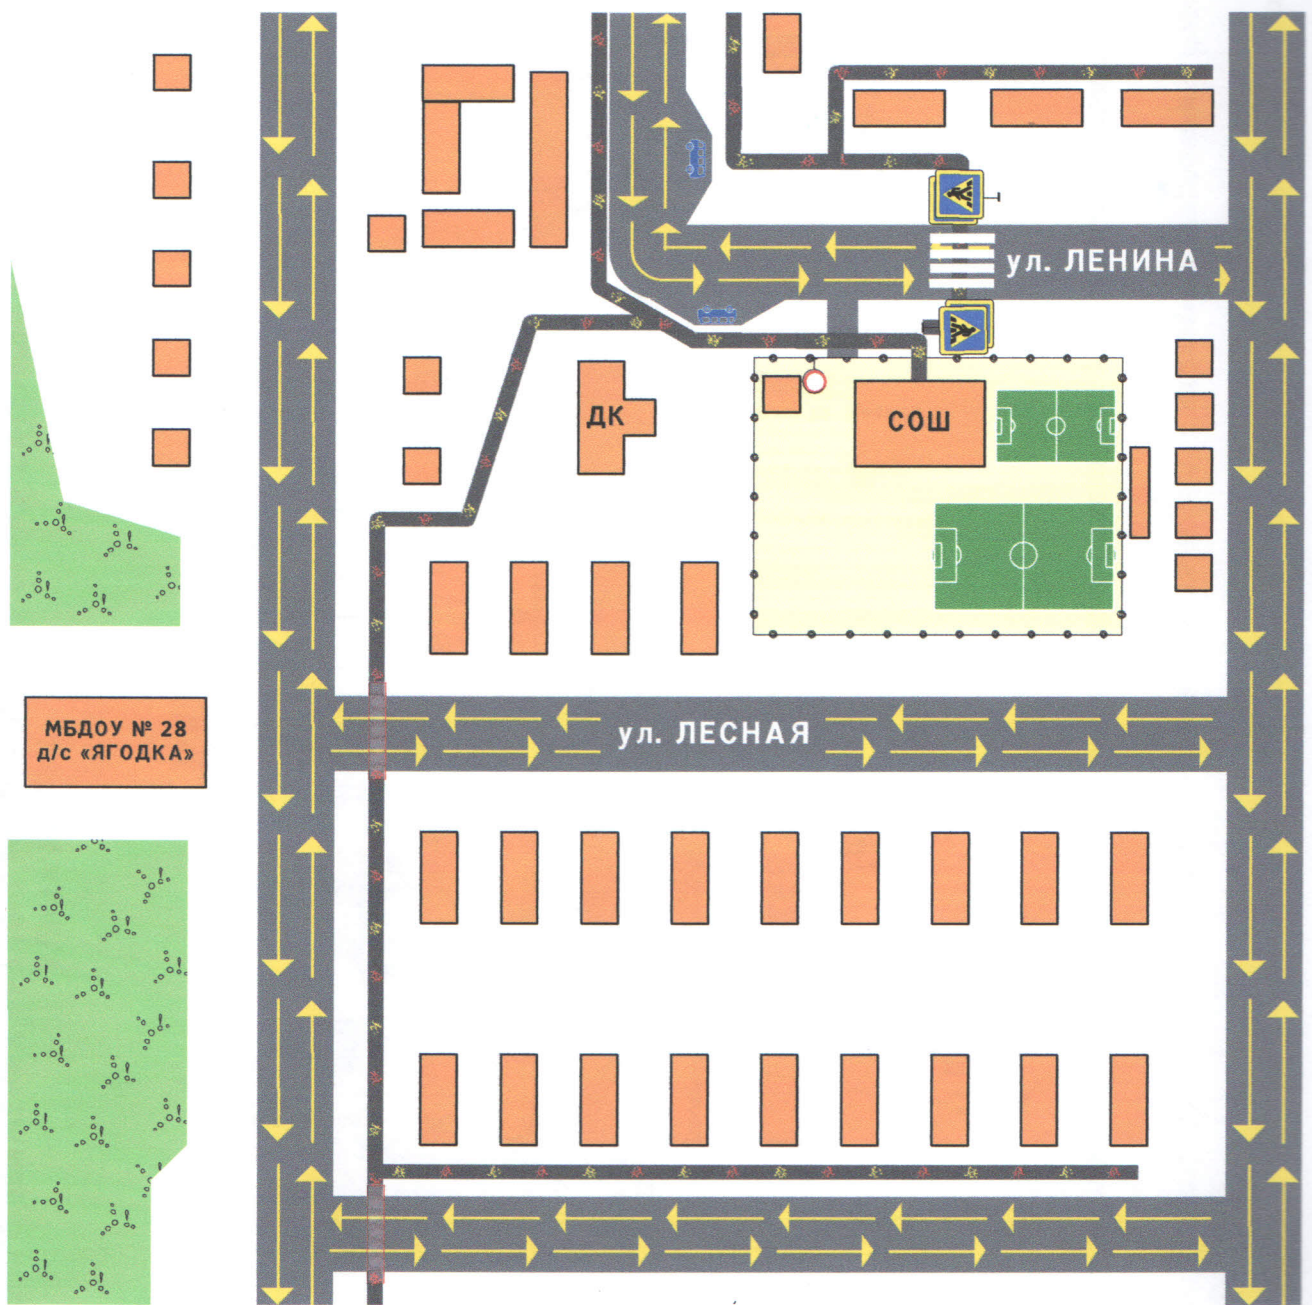 ул. ЛЕНИНА
ДК
СОШ
МБДОУ № 28
д/с «ЯГОДКА»
ул. ЛЕСНАЯ